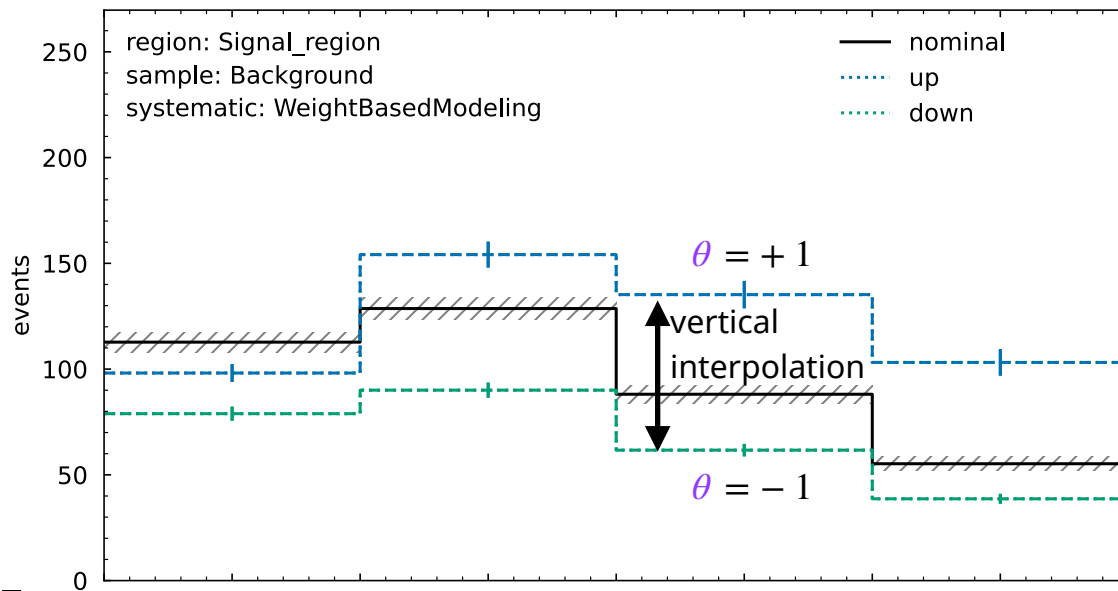 region: Signal_region
sample: Background
systematic: WeightBasedModeling
nominal
up
down
events
250
200
150
100
50
0
θ = + 1
vertical
interpolation
θ = − 1